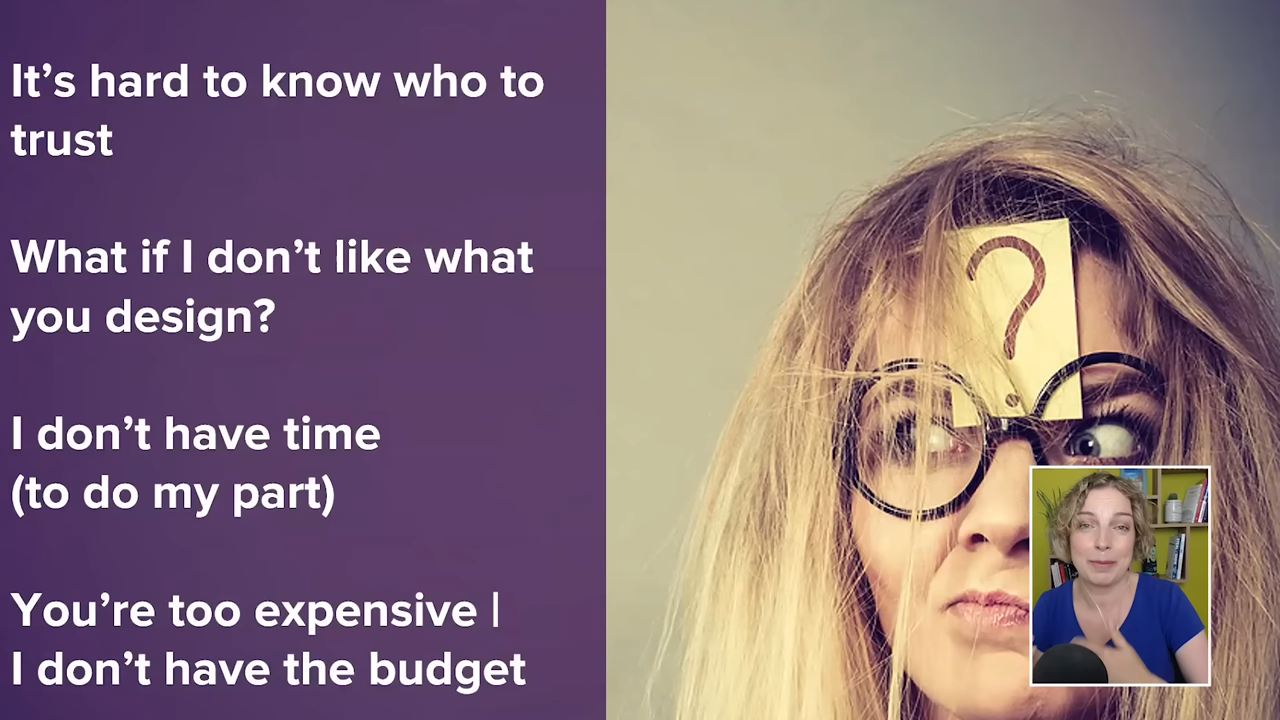 It’s hard to know who to
trust
What if I don’t like what
you design?
I don’t have time
(to do my part)
You’re too expensive |
I don’t have the budget
?